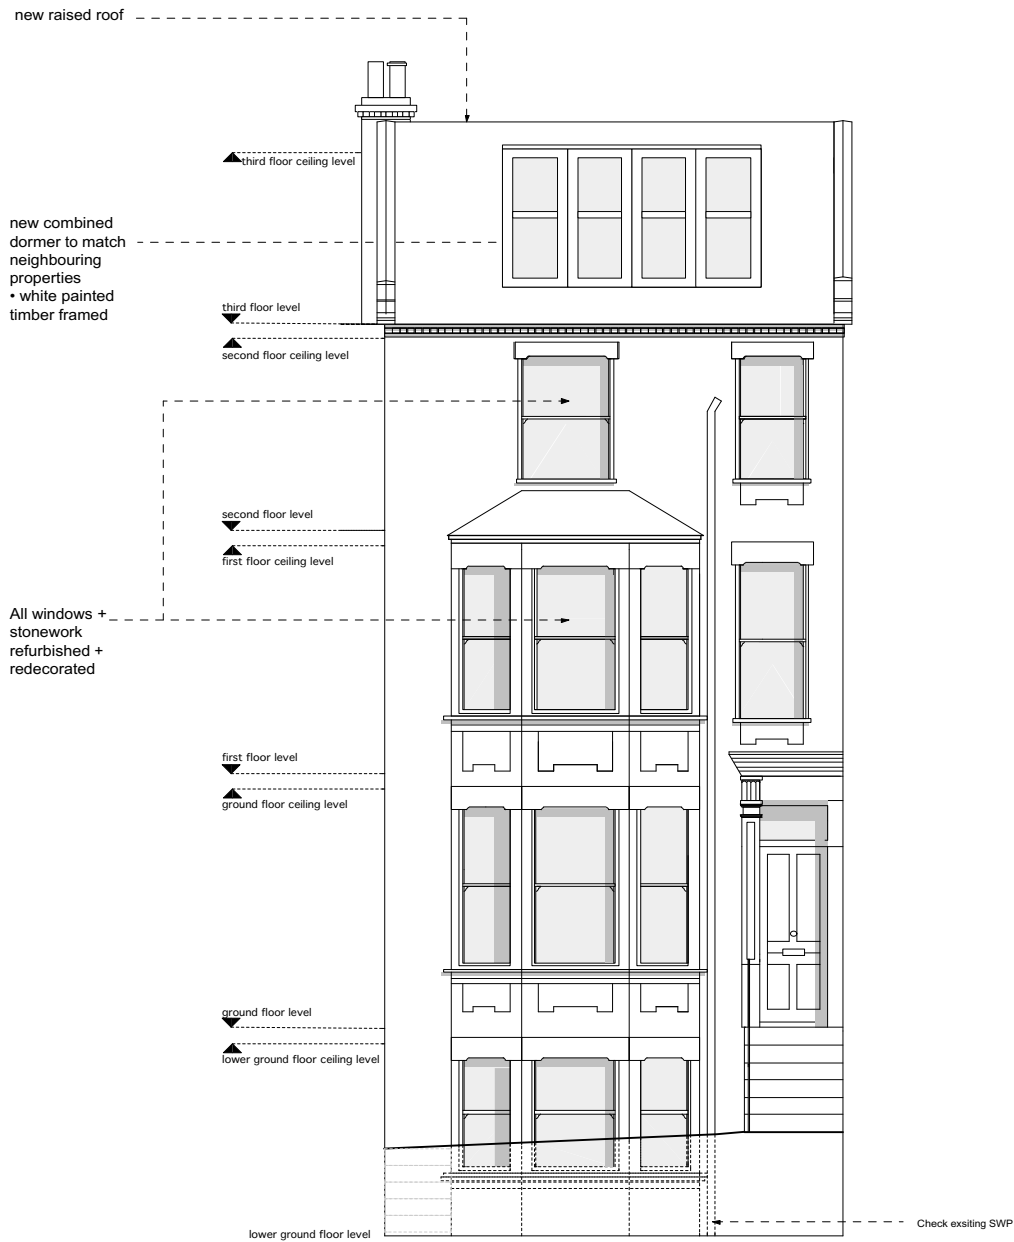 new raised roof
third floor ceiling level
new combined
dormer to match
neighbouring
properties
• white painted
timber framed
third floor level
second floor ceiling level
second floor level
first floor ceiling level
All windows +
stonework
refurbished +
redecorated
first floor level
ground floor ceiling level
ground floor level
lower ground floor ceiling level
Check exsiting SWP
lower ground floor level